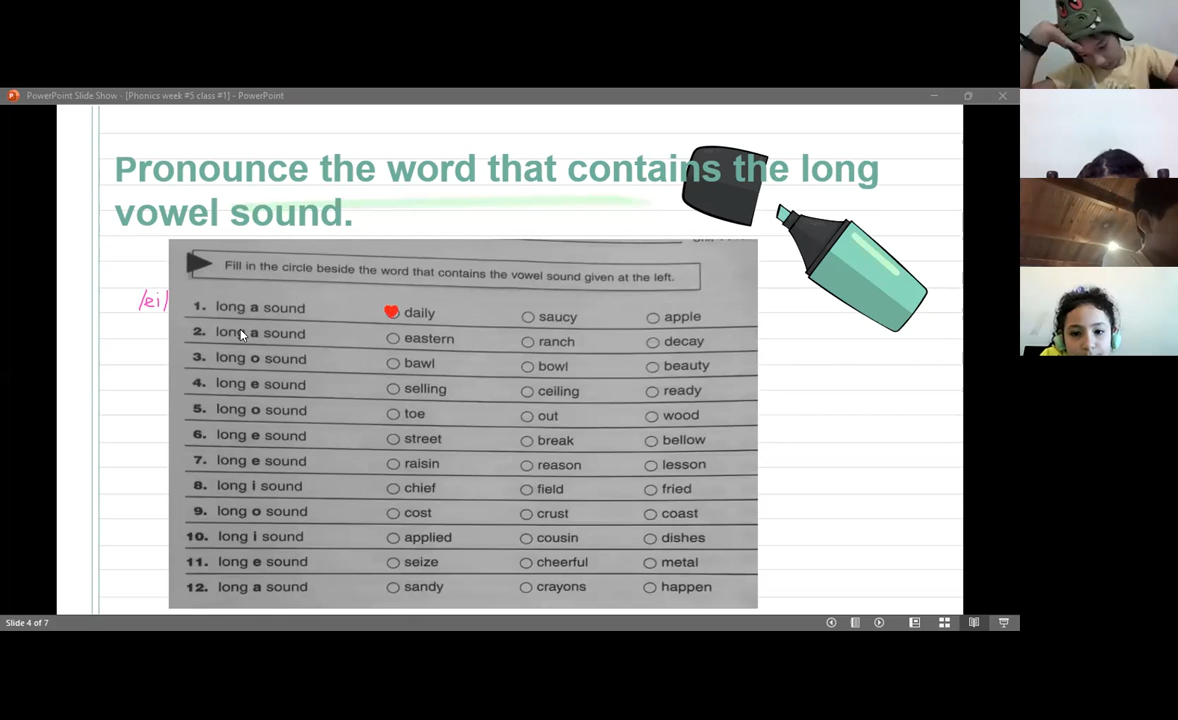 PowerPoint Slide Show - [Phonics week #5 class #1] - PowerPoint
Pronounce the word that contains the long
vowel sound.
Fill in the circle beside the word that contains the vowel sound given at the left.
/ei/
1. long a sound daily saucy apple
2. long a sound eastern ranch decay
3. long o sound bawl bowl beauty
4. long e sound selling ceiling ready
5. long o sound toe out wood
6. long e sound street break bellow
7. long e sound raisin reason lesson
8. long i sound chief field fried
9. long o sound cost crust coast
10. long i sound applied cousin dishes
11. long e sound seize cheerful metal
12. long a sound sandy crayons happen
Slide 4 of 7